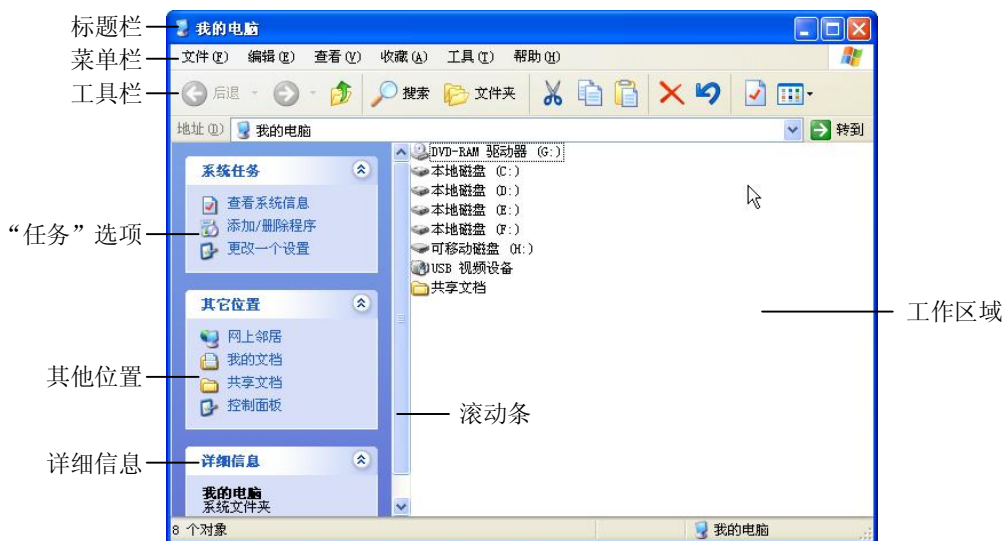 标题栏
我的电脑
菜单栏
文件(F) 编辑(E) 查看(V) 收藏(A) 工具(T) 帮助(H)
工具栏
后退 搜索 文件夹
地址(D) 我的电脑 转到
系统任务
查看系统信息
“任务”选项
添加/删除程序
更改一个设置
其它位置
网上邻居
我的文档
其他位置
共享文档
控制面板
详细信息
详细信息
我的电脑
系统文件夹
DVD-RAM 驱动器 (G:)
本地磁盘 (C:)
本地磁盘 (D:)
本地磁盘 (E:)
本地磁盘 (F:)
可移动磁盘 (H:)
USB 视频设备
共享文档
工作区域
滚动条
8 个对象 我的电脑